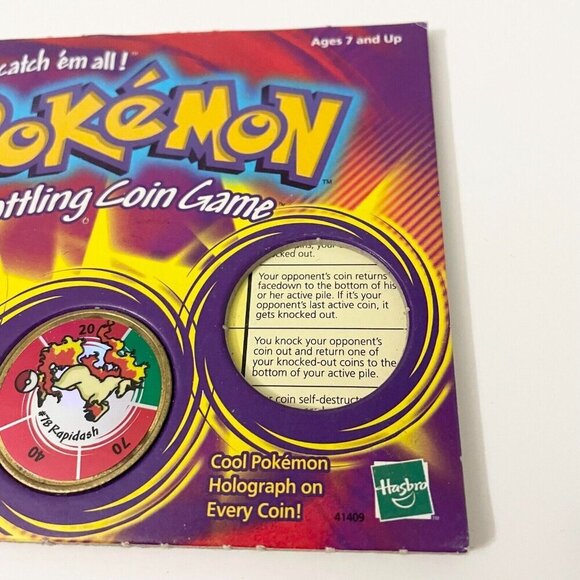 Ages 7 and Up
catch 'em all!™
POKéMON™
Battling Coin Game
knocked out.
Your opponent's coin returns
facedown to the bottom of his
or her active pile. If it's your
opponent's last active coin, it
gets knocked out.
You knock your opponent's
coin out and return one of
your knocked-out coins to the
bottom of your active pile.
coin self-destruct
20
#78 Rapidash
40
70
Cool Pokémon
Holograph on
Every Coin!
41409
Hasbro